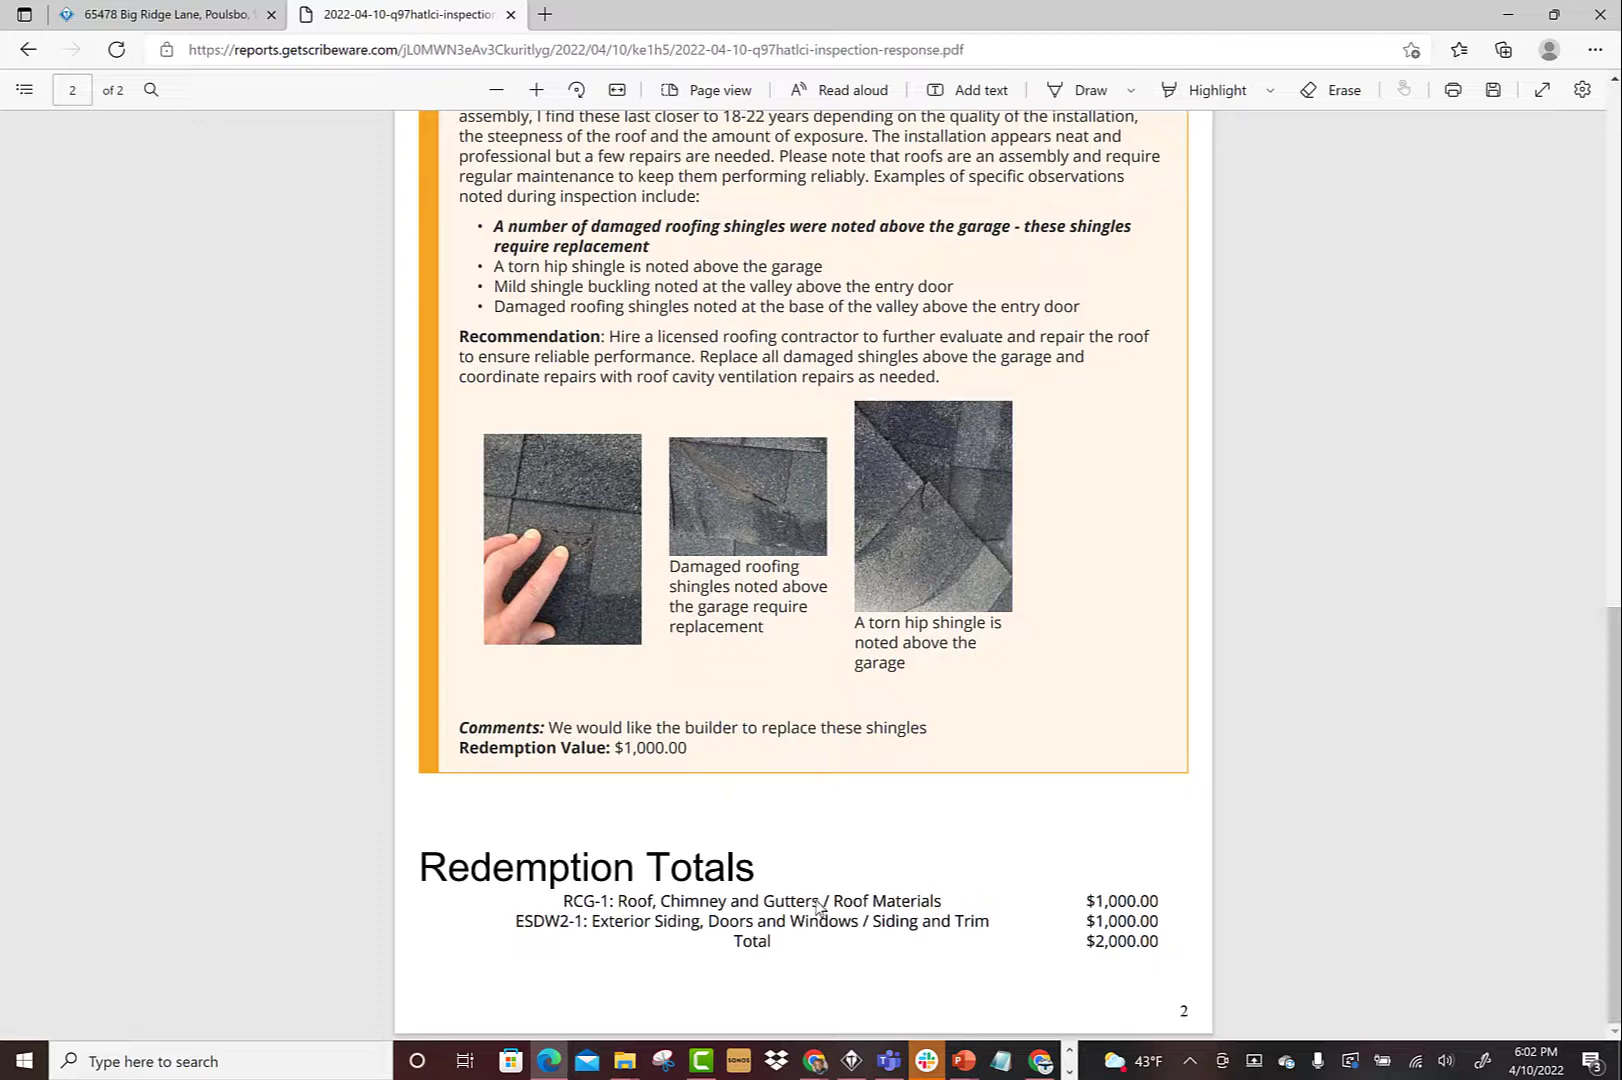 65478 Big Ridge Lane, Poulsbo,
2022-04-10-q97hatlci-inspection
https://reports.getscribeware.com/jL0MWN3eAv3Ckuritlyg/2022/04/10/ke1h5/2022-04-10-q97hatlci-inspection-response.pdf
2 of 2
Page view
Read aloud
Add text
Draw
Highlight
Erase
assembly, I find these last closer to 18-22 years depending on the quality of the installation,
the steepness of the roof and the amount of exposure. The installation appears neat and
professional but a few repairs are needed. Please note that roofs are an assembly and require
regular maintenance to keep them performing reliably. Examples of specific observations
noted during inspection include:
• A number of damaged roofing shingles were noted above the garage - these shingles
require replacement
• A torn hip shingle is noted above the garage
• Mild shingle buckling noted at the valley above the entry door
• Damaged roofing shingles noted at the base of the valley above the entry door
Recommendation: Hire a licensed roofing contractor to further evaluate and repair the roof
to ensure reliable performance. Replace all damaged shingles above the garage and
coordinate repairs with roof cavity ventilation repairs as needed.
Damaged roofing
shingles noted above
the garage require
replacement
A torn hip shingle is
noted above the
garage
Comments: We would like the builder to replace these shingles
Redemption Value: $1,000.00
Redemption Totals
RCG-1: Roof, Chimney and Gutters / Roof Materials $1,000.00
ESDW2-1: Exterior Siding, Doors and Windows / Siding and Trim $1,000.00
Total $2,000.00
2
Type here to search
SONOS
43°F
6:02 PM
4/10/2022
3